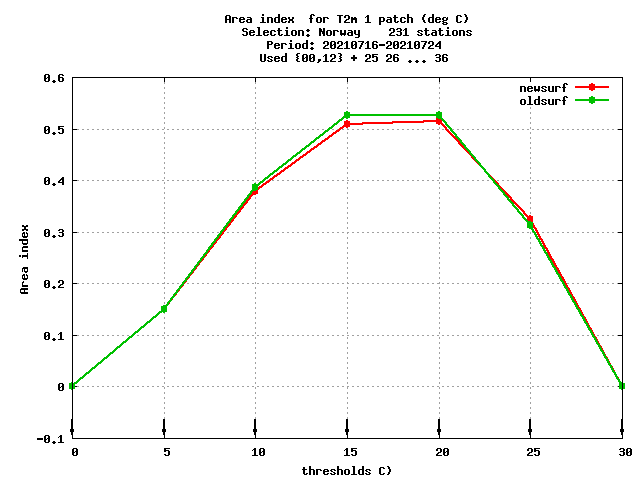 Area index  for T2m 1 patch (deg C)
Selection: Norway    231 stations
Period: 20210716-20210724
Used {00,12} + 25 26 ... 36
newsurf
oldsurf
0.6
0.5
0.4
0.3
0.2
0.1
0
-0.1
Area index
0 5 10 15 20 25 30
thresholds C)